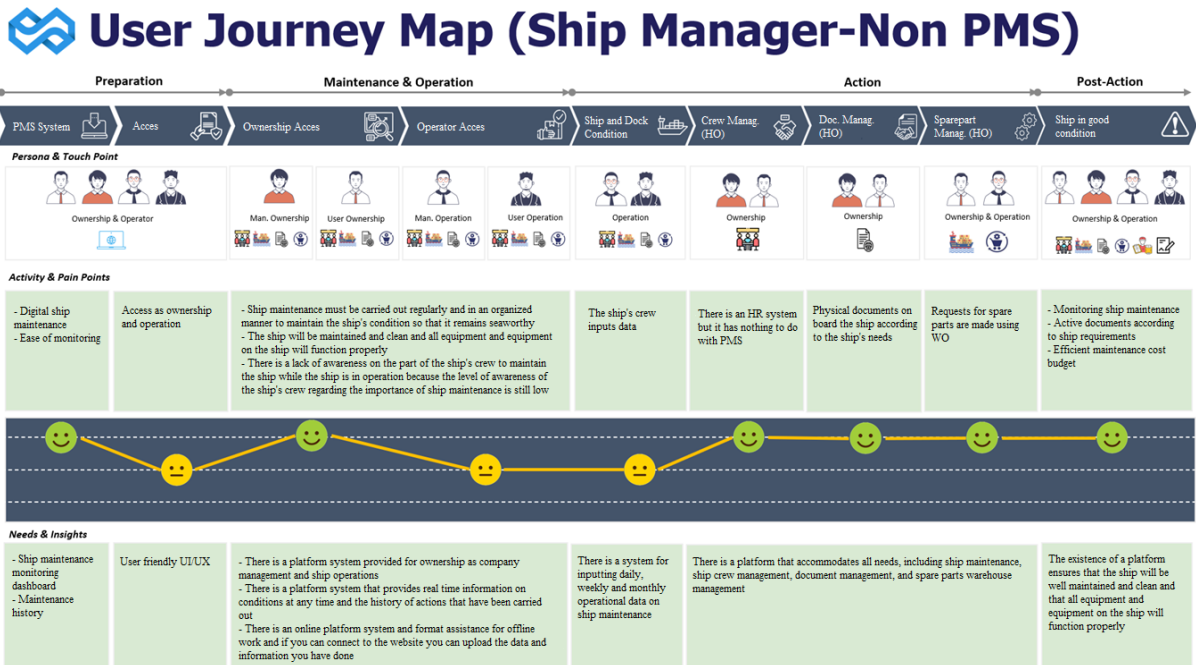 User Journey Map (Ship Manager-Non PMS)
Preparation
Maintenance & Operation
Action
Post-Action
PMS System
Acces
Ownership Acces
Operator Acces
Ship and Dock
Condition
Crew Manag.
(HO)
Doc. Manag.
(HO)
Sparepart
Manag. (HO)
Ship in good
condition
Persona & Touch Point
Ownership & Operator
Man. Ownership
User Ownership
Man. Operation
User Operation
Operation
Ownership
Ownership
Ownership & Operation
Ownership & Operation
Activity & Pain Points
- Digital ship
maintenance
- Ease of monitoring
Access as ownership
and operation
- Ship maintenance must be carried out regularly and in an organized
manner to maintain the ship's condition so that it remains seaworthy
- The ship will be maintained and clean and all equipment and equipment
on the ship will function properly
- There is a lack of awareness on the part of the ship's crew to maintain
the ship while the ship is in operation because the level of awareness of
the ship's crew regarding the importance of ship maintenance is still low
The ship's crew
inputs data
There is an HR system
but it has nothing to do
with PMS
Physical documents on
board the ship according
to the ship's needs
Requests for spare
parts are made using
WO
- Monitoring ship maintenance
- Active documents according
to ship requirements
- Efficient maintenance cost
budget
Needs & Insights
- Ship maintenance
monitoring
dashboard
- Maintenance
history
User friendly UI/UX
- There is a platform system provided for ownership as company
management and ship operations
- There is a platform system that provides real time information on
conditions at any time and the history of actions that have been carried
out
- There is an online platform system and format assistance for offline
work and if you can connect to the website you can upload the data and
information you have done
There is a system for
inputting daily,
weekly and monthly
operational data on
ship maintenance
There is a platform that accommodates all needs, including ship maintenance,
ship crew management, document management, and spare parts warehouse
management
The existence of a platform
ensures that the ship will be
well maintained and clean and
that all equipment and
equipment on the ship will
function properly